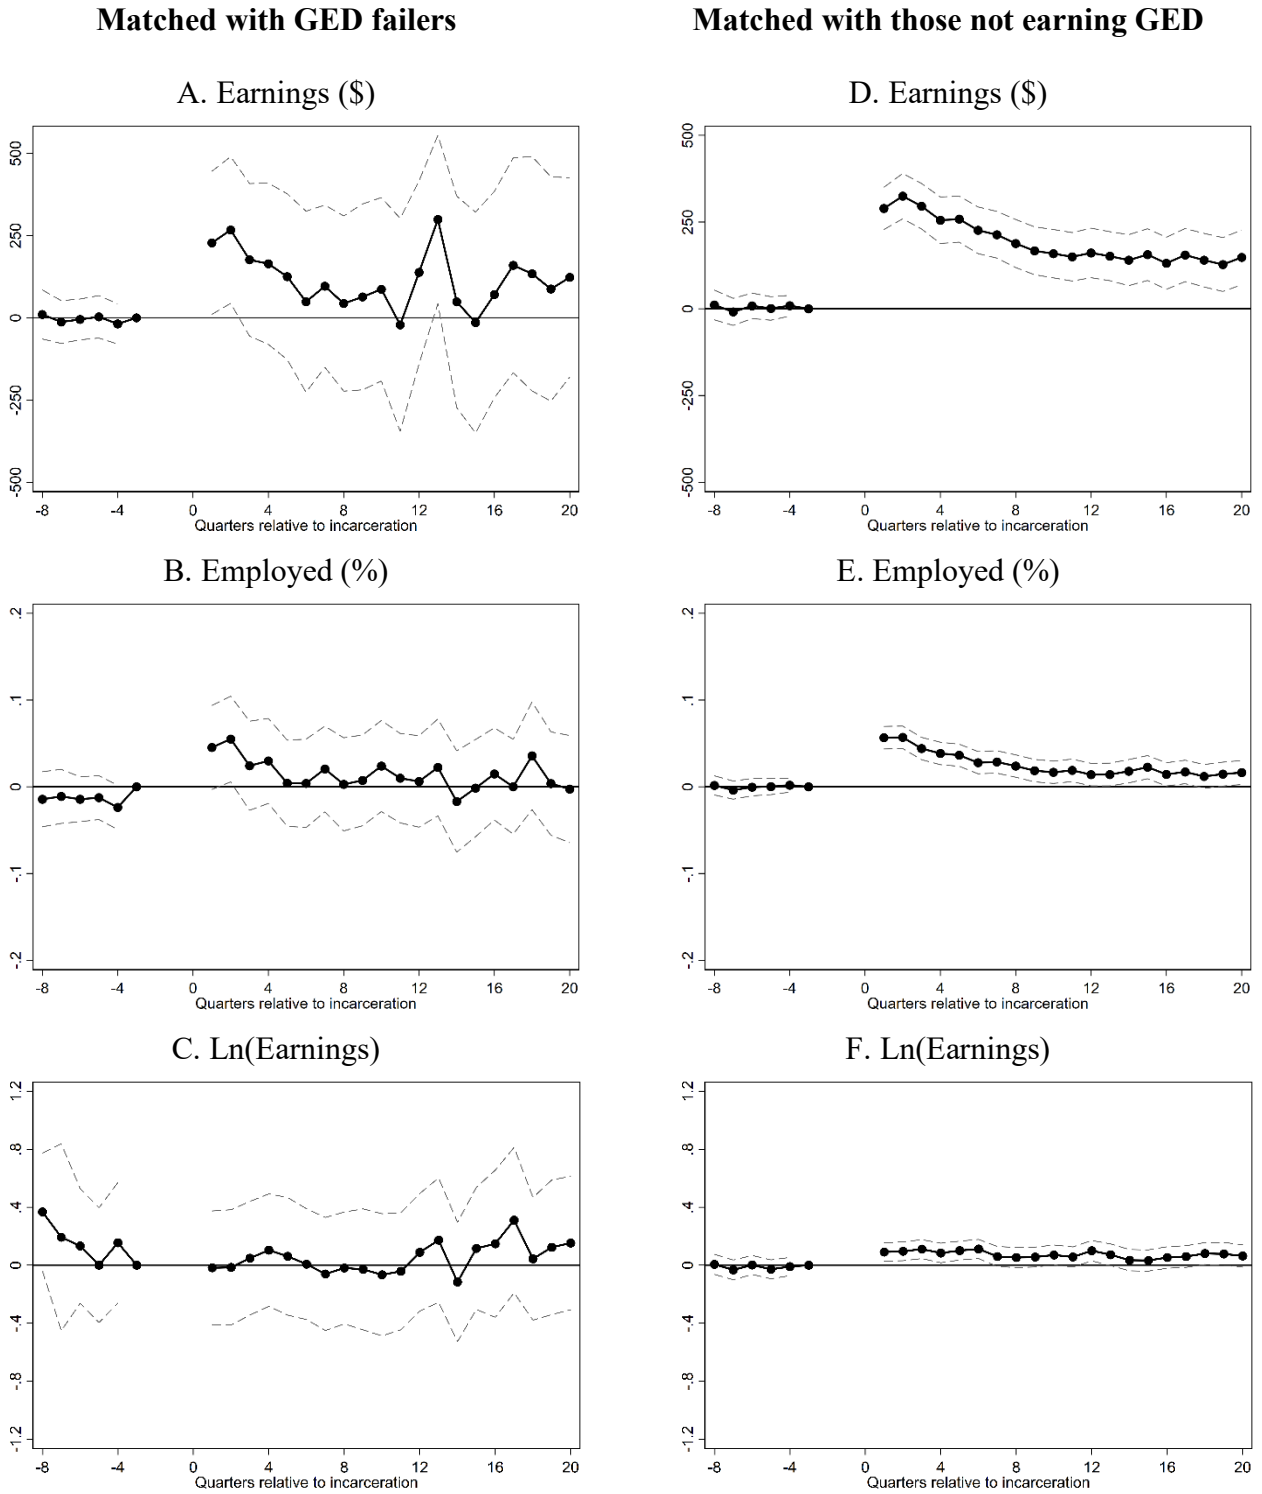 Matched with GED failers
Matched with those not earning GED
A. Earnings ($)
500
250
0
-250
-500
-8 -4 0 4 8 12 16 20
Quarters relative to incarceration
D. Earnings ($)
500
250
0
-250
-500
-8 -4 0 4 8 12 16 20
Quarters relative to incarceration
B. Employed (%)
.2
.1
0
-.1
-.2
-8 -4 0 4 8 12 16 20
Quarters relative to incarceration
E. Employed (%)
.2
.1
0
-.1
-.2
-8 -4 0 4 8 12 16 20
Quarters relative to incarceration
C. Ln(Earnings)
1.2
.8
.4
0
-.4
-.8
-1.2
-8 -4 0 4 8 12 16 20
Quarters relative to incarceration
F. Ln(Earnings)
1.2
.8
.4
0
-.4
-.8
-1.2
-8 -4 0 4 8 12 16 20
Quarters relative to incarceration